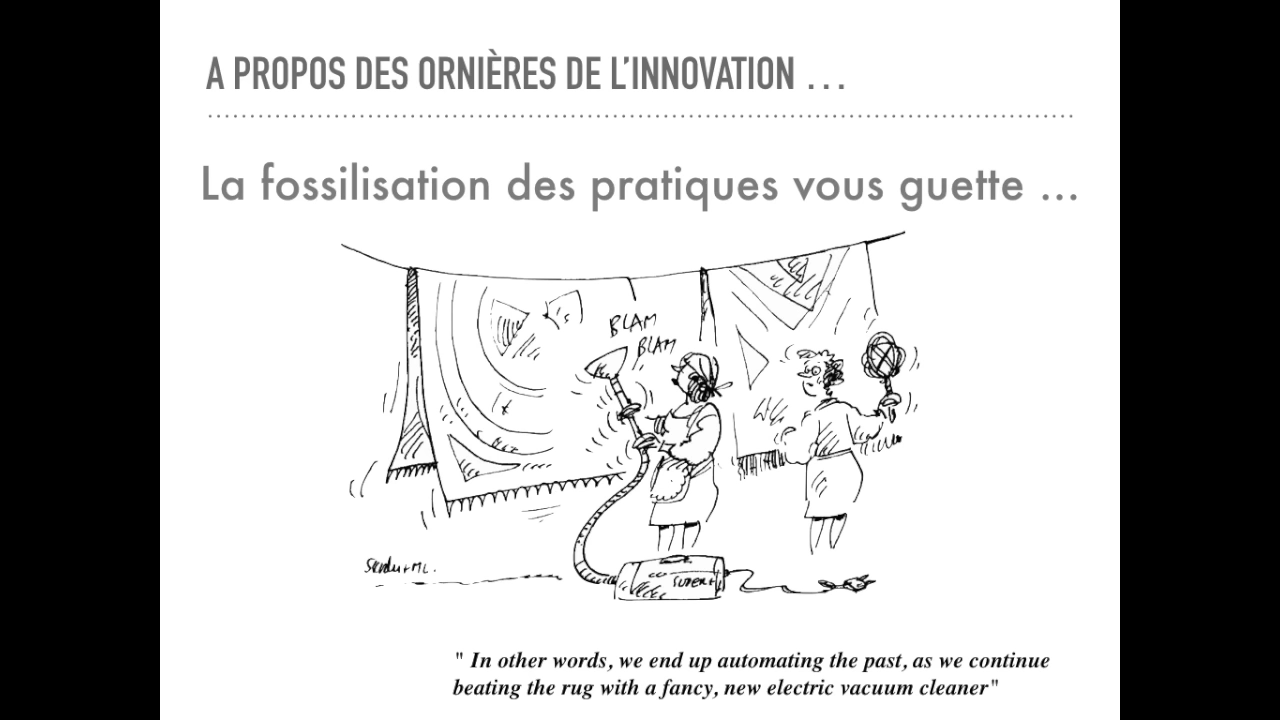 A PROPOS DES ORNIÈRES DE L'INNOVATION ...
La fossilisation des pratiques vous guette ...
BLAM
BLAM
SUPER+
" In other words, we end up automating the past, as we continue
beating the rug with a fancy, new electric vacuum cleaner"